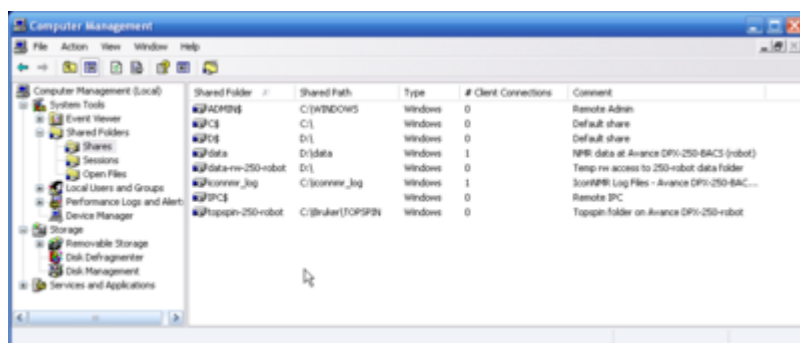 Computer Management
File Action View Window Help
Computer Management (Local)
System Tools
Event Viewer
Shared Folders
Shares
Sessions
Open Files
Local Users and Groups
Performance Logs and Alert
Device Manager
Storage
Removable Storage
Disk Defragmenter
Disk Management
Services and Applications
Shared Folder Shared Path Type # Client Connections Comment
ADMIN$ C:\WINDOWS Windows 0 Remote Admin
C$ C:\ Windows 0 Default share
D$ D:\ Windows 0 Default share
data D:\data Windows 1 NMR data at Avance DPX-250-BACS (robot)
data-rw-250-robot D:\ Windows 0 Temp rw access to 250-robot data folder
iconnmr_log C:\iconnmr_log Windows 1 IconNMR Log Files - Avance DPX-250-BAC...
IPC$ Windows 0 Remote IPC
topspin-250-robot C:\Bruker\TOPSPIN Windows 0 Topspin folder on Avance DPX-250-robot